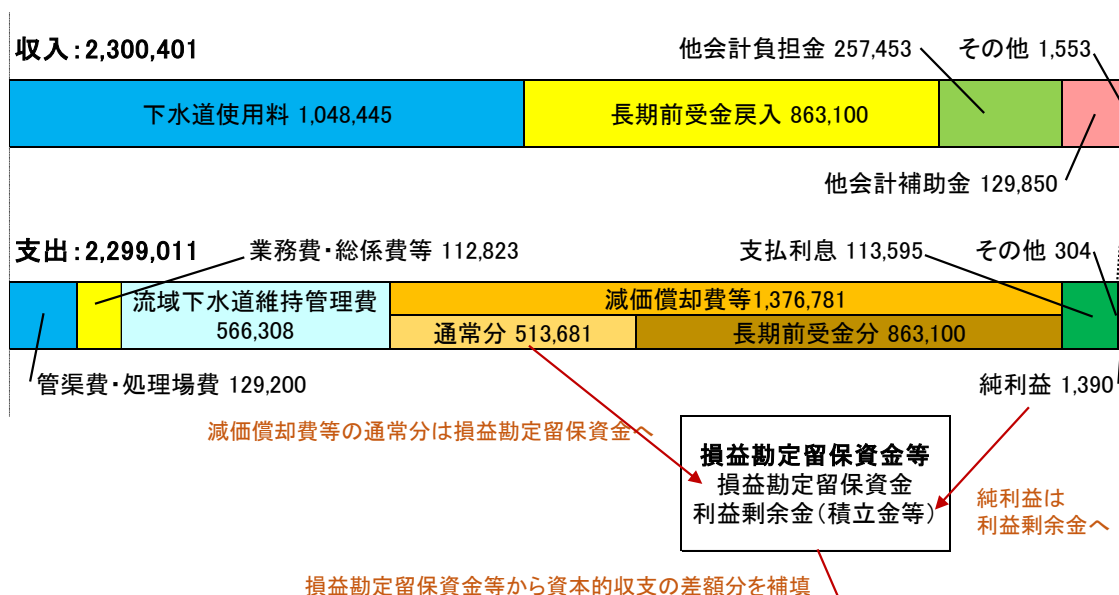 収入:2,300,401
他会計負担金 257,453
その他 1,553
下水道使用料 1,048,445
長期前受金戻入 863,100
他会計補助金 129,850
支出:2,299,011
業務費・総係費等 112,823
支払利息 113,595
その他 304
流域下水道維持管理費
566,308
減価償却費等1,376,781
通常分 513,681
長期前受金分 863,100
管渠費・処理場費 129,200
純利益 1,390
減価償却費等の通常分は損益勘定留保資金へ
損益勘定留保資金等
損益勘定留保資金
利益剰余金(積立金等)
純利益は
利益剰余金へ
損益勘定留保資金等から資本的収支の差額分を補填